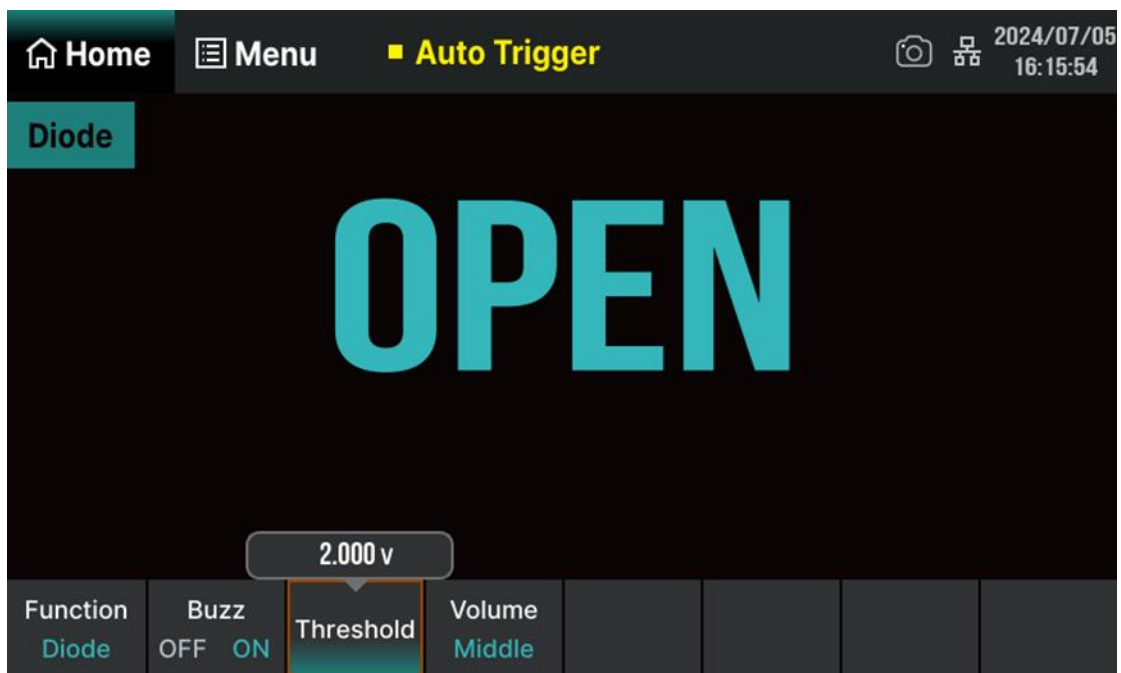 Home Menu Auto Trigger 2024/07/05
16:15:54
Diode
OPEN
2.000 V
Function Buzz Threshold Volume
Diode OFF ON Middle